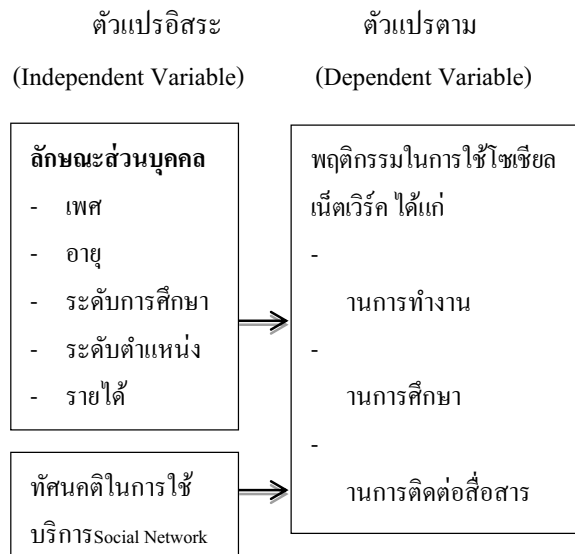 ตัวแปรอิสระ
(Independent Variable)
ตัวแปรตาม
(Dependent Variable)
ลักษณะส่วนบุคคล
- เพศ
- อายุ
- ระดับการศึกษา
- ระดับตำแหน่ง
- รายได้
ทัศนคติในการใช้
บริการSocial Network
พฤติกรรมในการใช้โซเชียล
เน็ตเวิร์ค ได้แก่
-
านการทำงาน
-
านการศึกษา
-
านการติดต่อสื่อสาร